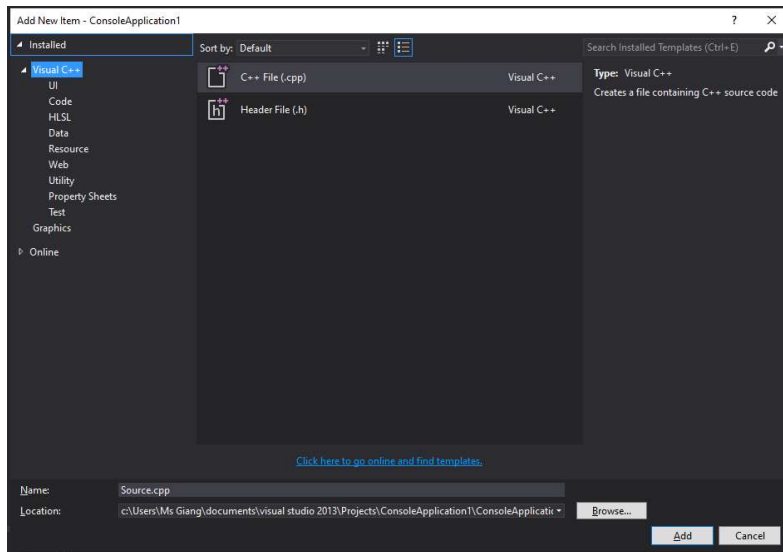 Add New Item - ConsoleApplication1
? X
Installed
Sort by: Default
Search Installed Templates (Ctrl+E)
Visual C++
UI
Code
HLSL
Data
Resource
Web
Utility
Property Sheets
Test
Graphics
Online
C++ File (.cpp) Visual C++
Header File (.h) Visual C++
Type: Visual C++
Creates a file containing C++ source code
Click here to go online and find templates.
Name: Source.cpp
Location: c:\Users\Ms Giang\documents\visual studio 2013\Projects\ConsoleApplication1\ConsoleApplicatic
Browse...
Add Cancel